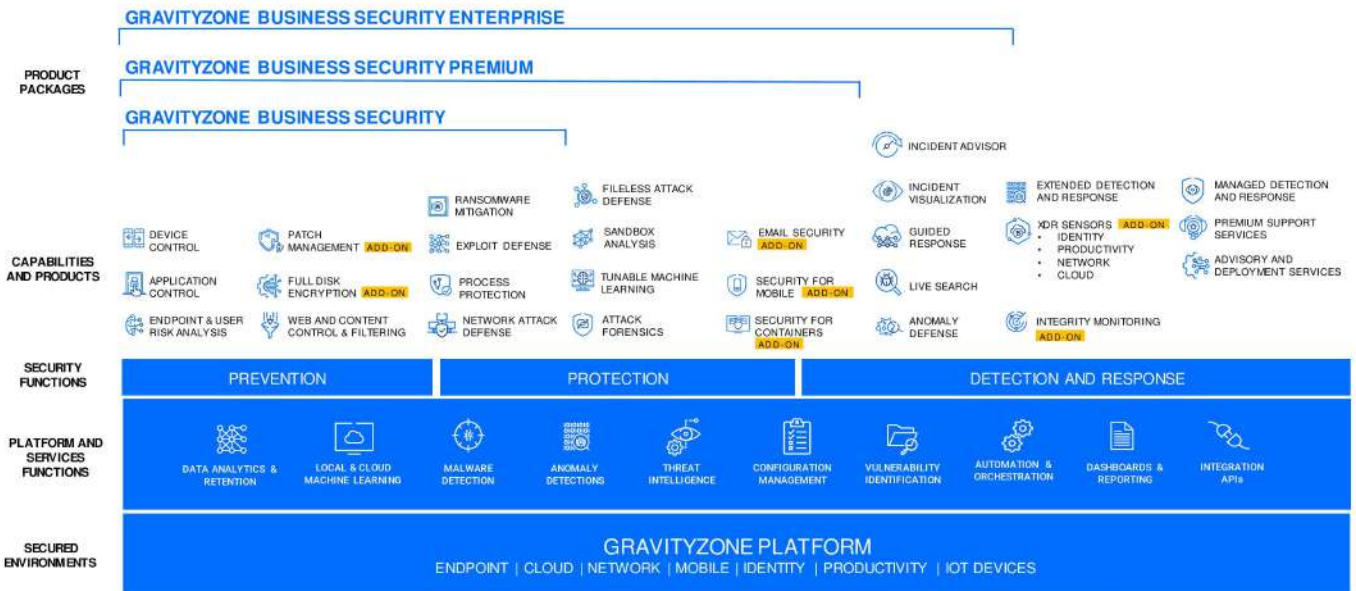 GRAVITYZONE BUSINESS SECURITY ENTERPRISE
PRODUCT
PACKAGES
GRAVITYZONE BUSINESS SECURITY PREMIUM
GRAVITYZONE BUSINESS SECURITY
CAPABILITIES
AND PRODUCTS
DEVICE
CONTROL
APPLICATION
CONTROL
ENDPOINT & USER
RISK ANALYSIS
PATCH
MANAGEMENT ADD-ON
FULL DISK
ENCRYPTION ADD-ON
WEB AND CONTENT
CONTROL & FILTERING
RANSOMWARE
MITIGATION
EXPLOIT DEFENSE
PROCESS
PROTECTION
NETWORK ATTACK
DEFENSE
FILELESS ATTACK
DEFENSE
SANDBOX
ANALYSIS
TUNABLE MACHINE
LEARNING
ATTACK
FORENSICS
EMAIL SECURITY
ADD-ON
SECURITY FOR
MOBILE ADD-ON
SECURITY FOR
CONTAINERS
ADD-ON
INCIDENT ADVISOR
INCIDENT
VISUALIZATION
GUIDED
RESPONSE
LIVE SEARCH
ANOMALY
DEFENSE
EXTENDED DETECTION
AND RESPONSE
XDR SENSORS ADD-ON
• IDENTITY
• PRODUCTIVITY
• NETWORK
• CLOUD
INTEGRITY MONITORING
ADD-ON
MANAGED DETECTION
AND RESPONSE
PREMIUM SUPPORT
SERVICES
ADVISORY AND
DEPLOYMENT SERVICES
SECURITY
FUNCTIONS
PREVENTION
PROTECTION
DETECTION AND RESPONSE
PLATFORM AND
SERVICES
FUNCTIONS
DATA ANALYTICS &
RETENTION
LOCAL & CLOUD
MACHINE LEARNING
MALWARE
DETECTION
ANOMALY
DETECTIONS
THREAT
INTELLIGENCE
CONFIGURATION
MANAGEMENT
VULNERABILITY
IDENTIFICATION
AUTOMATION &
ORCHESTRATION
DASHBOARDS &
REPORTING
INTEGRATION
APIs
SECURED
ENVIRONMENTS
GRAVITYZONE PLATFORM
ENDPOINT | CLOUD | NETWORK | MOBILE | IDENTITY | PRODUCTIVITY | IOT DEVICES